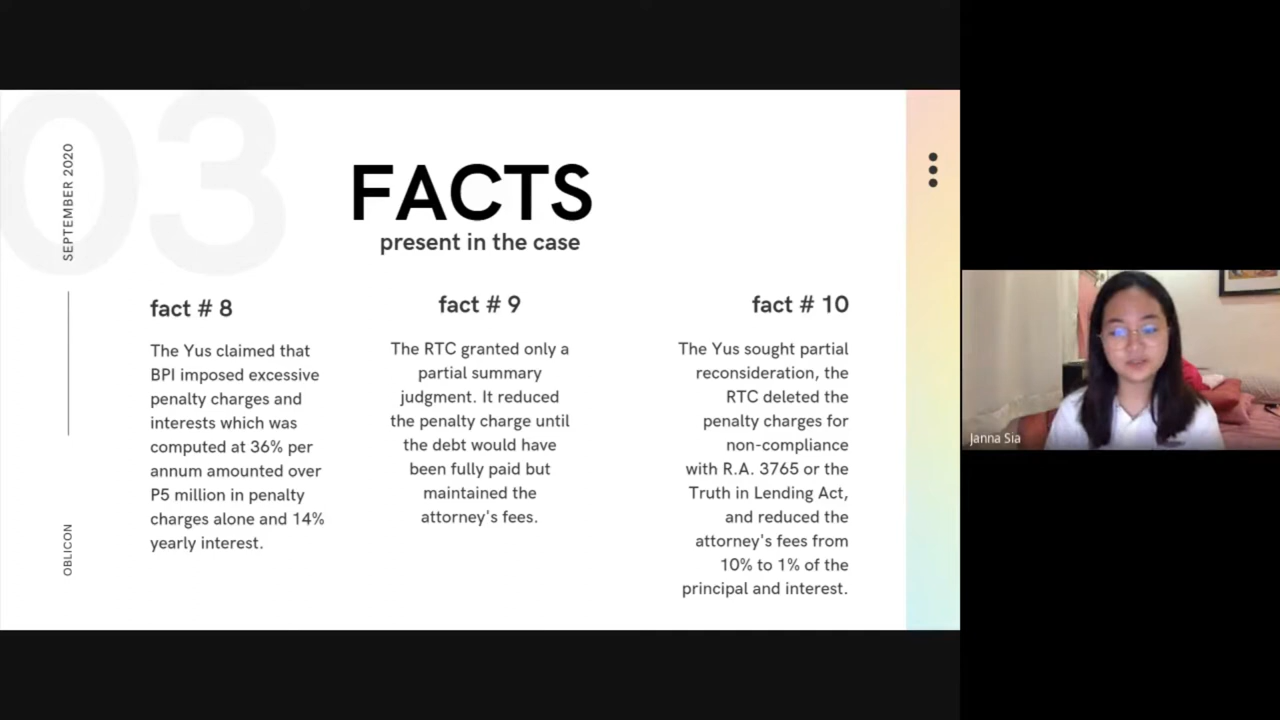 03
SEPTEMBER 2020
OBLICON
FACTS
present in the case
fact # 8
The Yus claimed that
BPI imposed excessive
penalty charges and
interests which was
computed at 36% per
annum amounted over
P5 million in penalty
charges alone and 14%
yearly interest.
fact # 9
The RTC granted only a
partial summary
judgment. It reduced
the penalty charge until
the debt would have
been fully paid but
maintained the
attorney's fees.
fact # 10
The Yus sought partial
reconsideration, the
RTC deleted the
penalty charges for
non-compliance
with R.A. 3765 or the
Truth in Lending Act,
and reduced the
attorney's fees from
10% to 1% of the
principal and interest.
Janna Sia